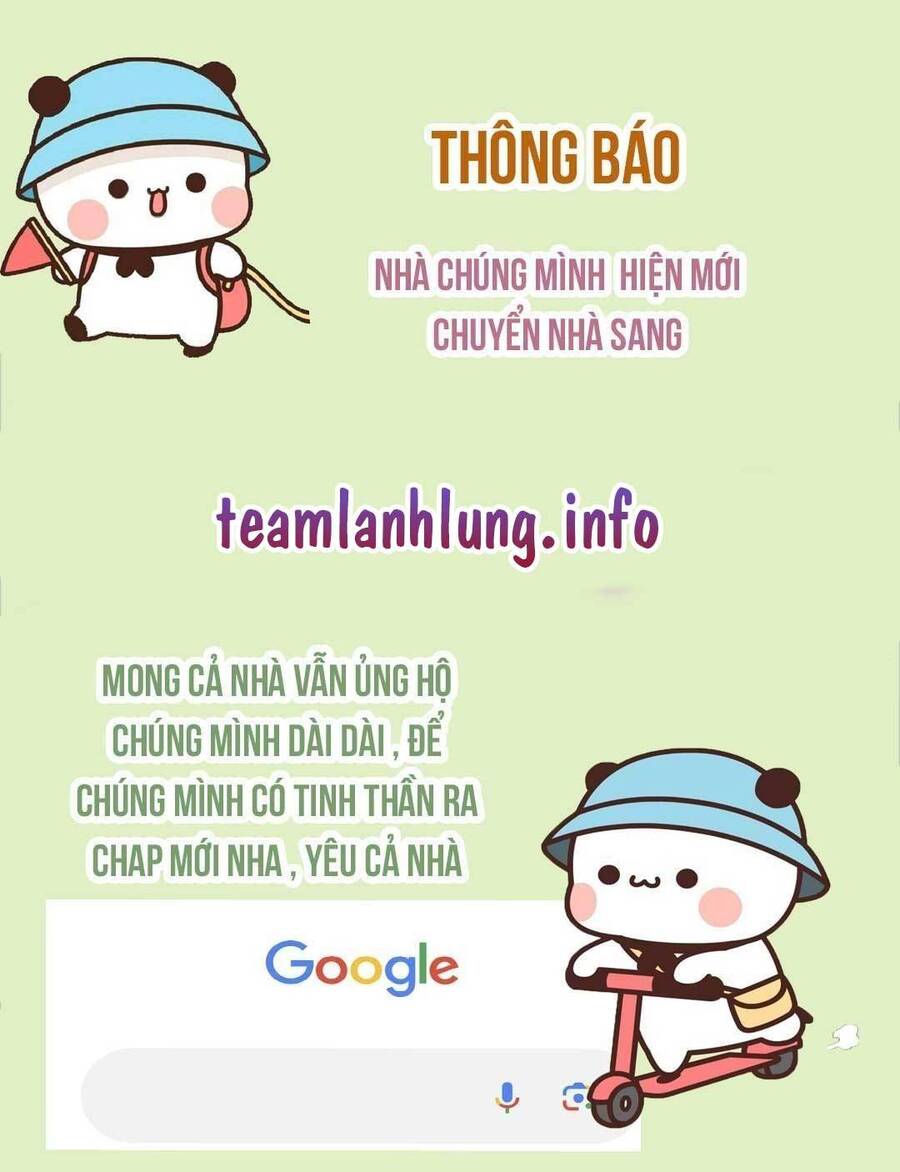 THÔNG BÁO
NHÀ CHÚNG MÌNH HIỆN MỚI
CHUYỂN NHÀ SANG
teamlanhlung.info
MONG CẢ NHÀ VẪN ỦNG HỘ
CHÚNG MÌNH DÀI DÀI , ĐỂ
CHÚNG MÌNH CÓ TINH THẦN RA
CHAP MỚI NHA , YÊU CẢ NHÀ
Google